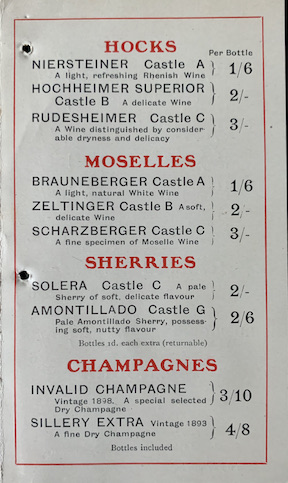 HOCKS
Per Bottle
NIERSTEINER Castle A } 1/6
A light, refreshing Rhenish Wine
HOCHHEIMER SUPERIOR } 2/-
Castle B A delicate Wine
RUDESHEIMER Castle C } 3/-
A Wine distinguished by consider-
able dryness and delicacy
MOSELLES
BRAUNEBERGER Castle A } 1/6
A light, natural White Wine
ZELTINGER Castle B A soft, } 2/-
delicate Wine
SCHARZBERGER Castle C } 3/-
A fine specimen of Moselle Wine
SHERRIES
SOLERA Castle C A pale } 2/-
Sherry of soft, delicate flavour
AMONTILLADO Castle G } 2/6
Pale Amontillado Sherry, possess-
ing soft, nutty flavour
Bottles 1d. each extra (returnable)
CHAMPAGNES
INVALID CHAMPAGNE } 3/10
Vintage 1898. A special selected
Dry Champagne
SILLERY EXTRA Vintage 1893 } 4/8
A fine Dry Champagne
Bottles included